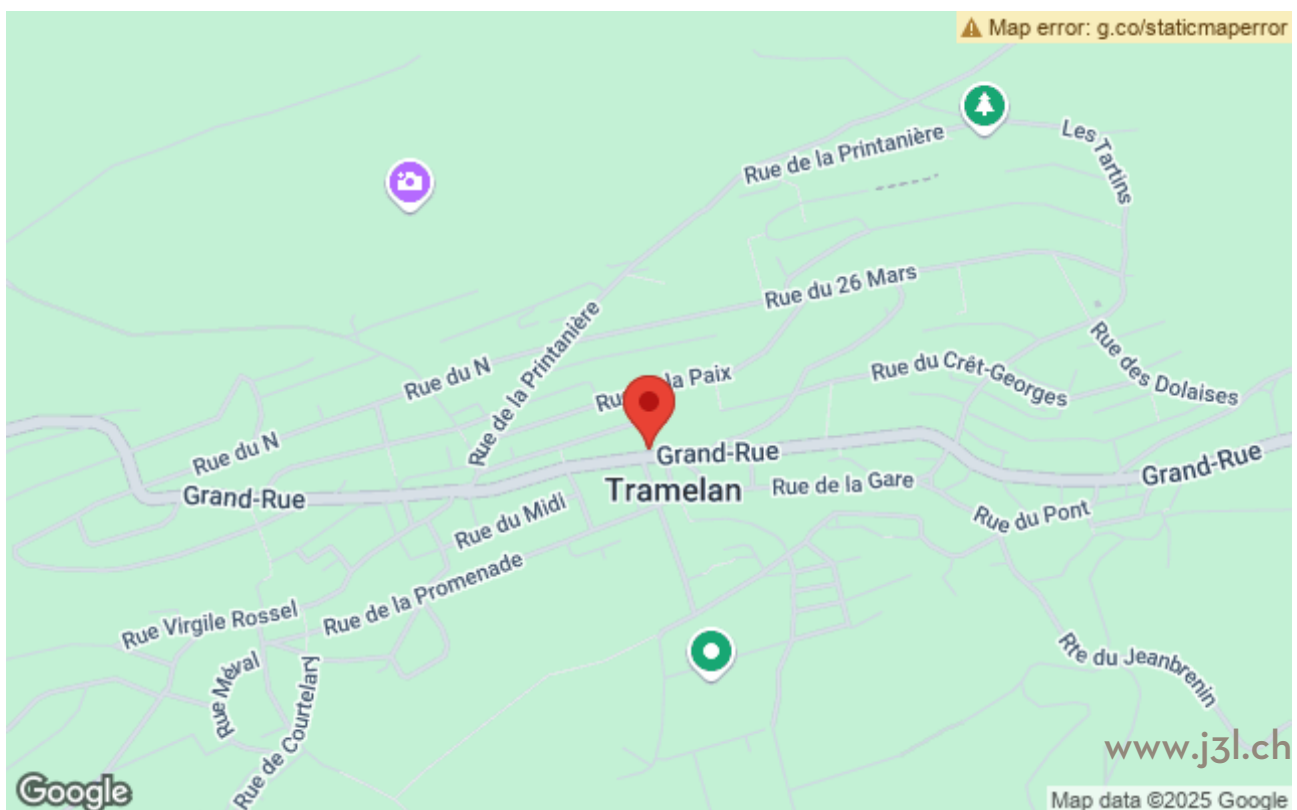 Map error: g.co/staticmaperror
Rue de la Printanière
Les Tartins
Rue du 26 Mars
Rue de la Printanière
Rue du N
Rue
la Paix
Rue du Crêt-Georges
Rue des Dolaises
Rue du N
Grand-Rue
Grand-Rue
Grand-Rue
Tramelan
Rue de la Gare
Rue du Pont
Rue du Midi
Rue de la Promenade
Rue Virgile Rossel
Rue Méval
Rue de Courtelary
Rte du Jeanbrenin
www.j3l.ch
Google
Map data ©2025 Google